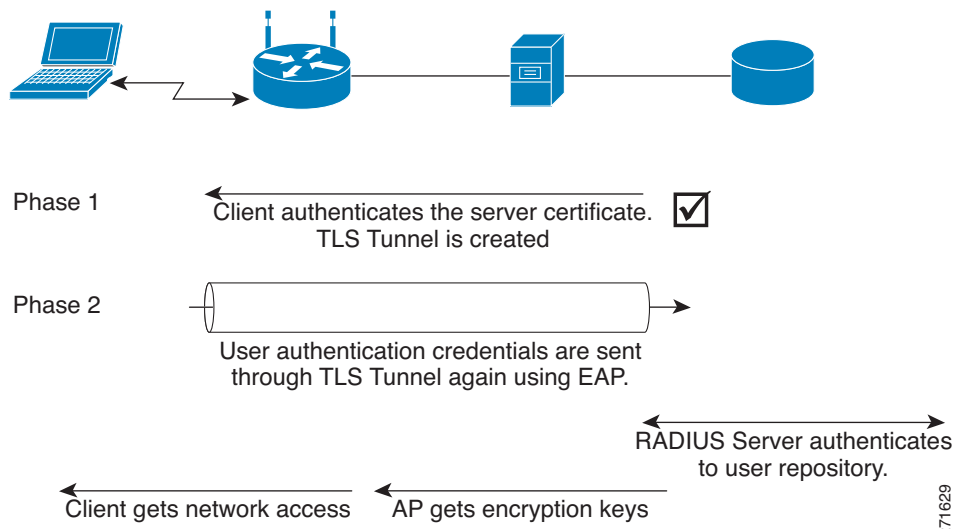 Phase 1
Client authenticates the server certificate.
TLS Tunnel is created
Phase 2
User authentication credentials are sent
through TLS Tunnel again using EAP.
RADIUS Server authenticates
to user repository.
Client gets network access
AP gets encryption keys
71629